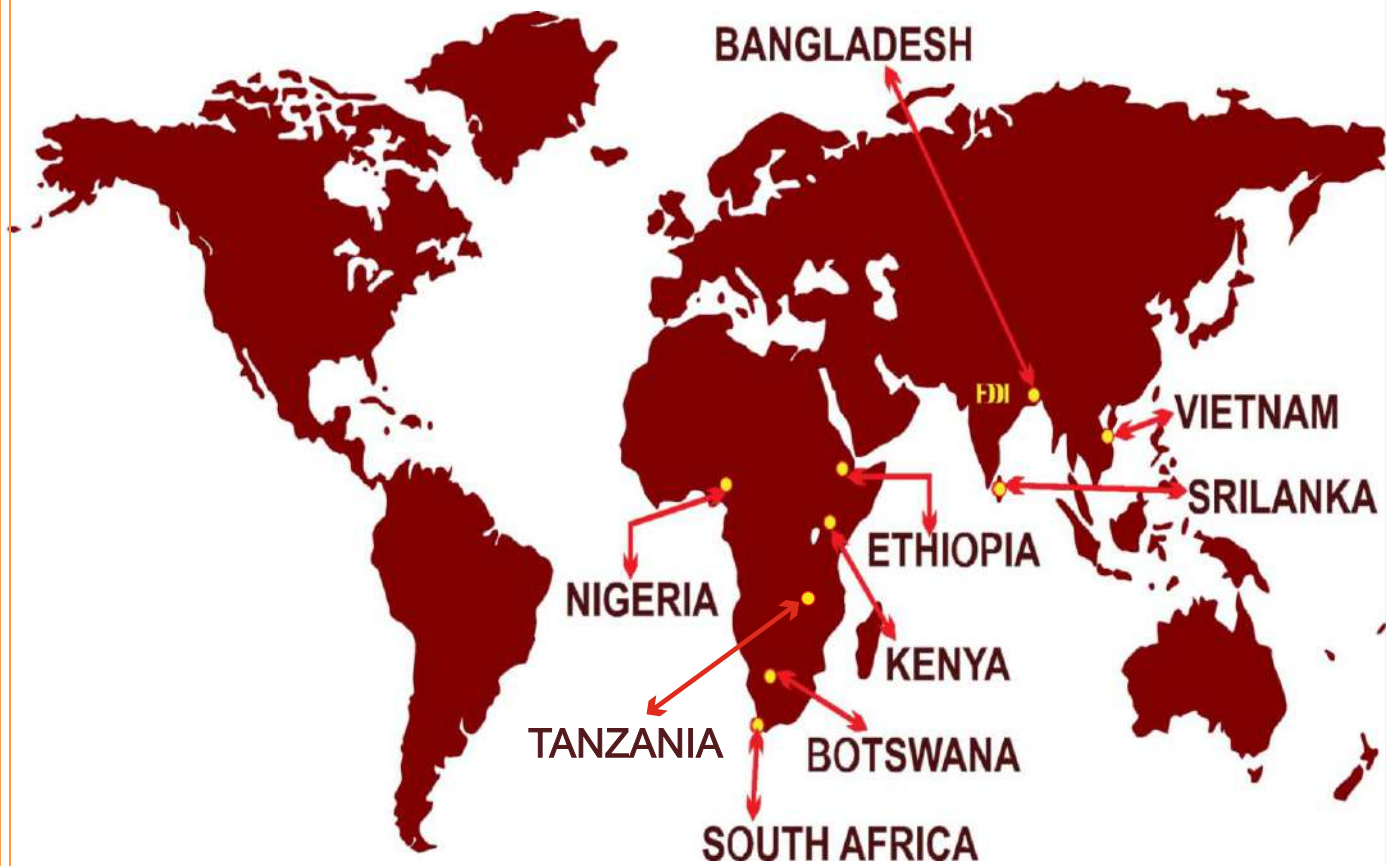 BANGLADESH
FDDI
VIETNAM
SRILANKA
ETHIOPIA
NIGERIA
KENYA
TANZANIA
BOTSWANA
SOUTH AFRICA